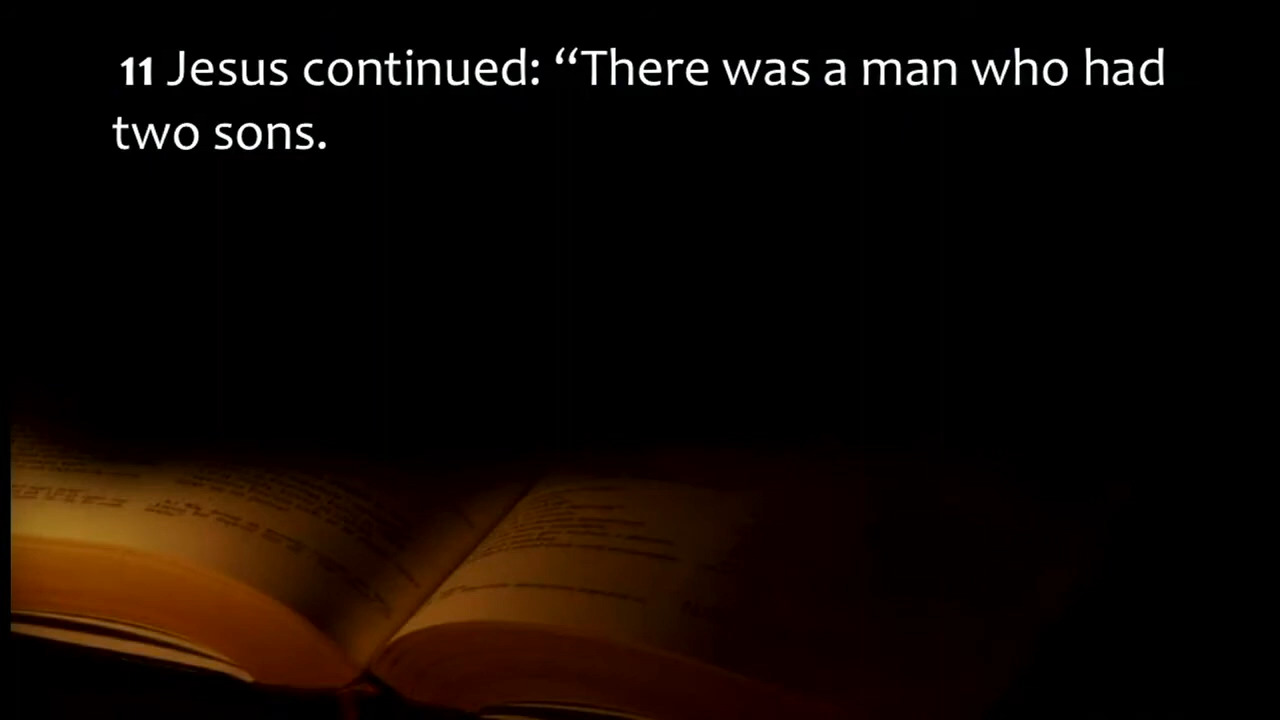 11 Jesus continued: “There was a man who had
two sons.